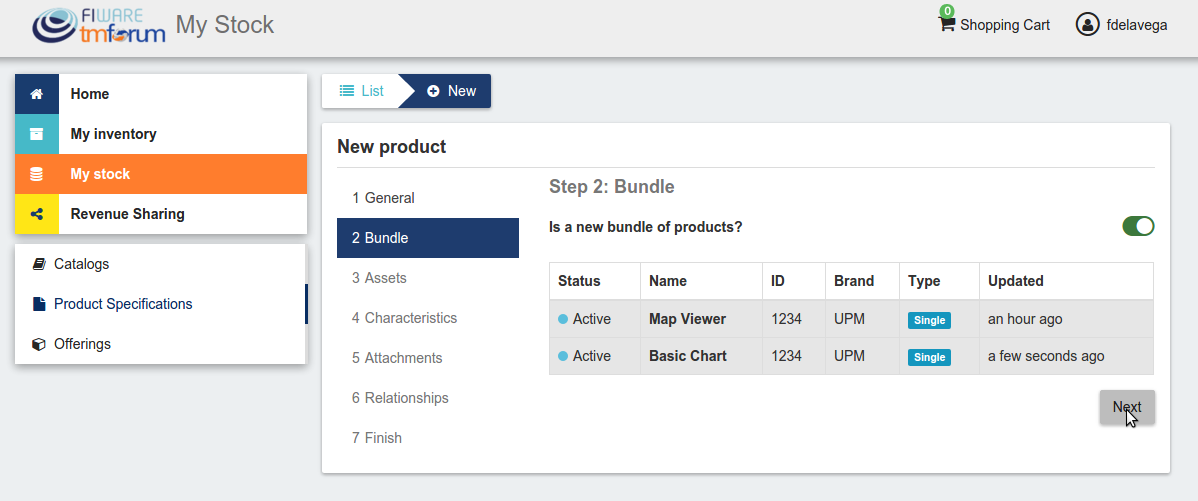 FIWARE
tmforum
My Stock
0
Shopping Cart
fdelavega
Home
My inventory
My stock
Revenue Sharing
Catalogs
Product Specifications
Offerings
List
New
New product
1 General
2 Bundle
3 Assets
4 Characteristics
5 Attachments
6 Relationships
7 Finish
Step 2: Bundle
Is a new bundle of products?
Status Name ID Brand Type Updated
Active Map Viewer 1234 UPM Single an hour ago
Active Basic Chart 1234 UPM Single a few seconds ago
Next